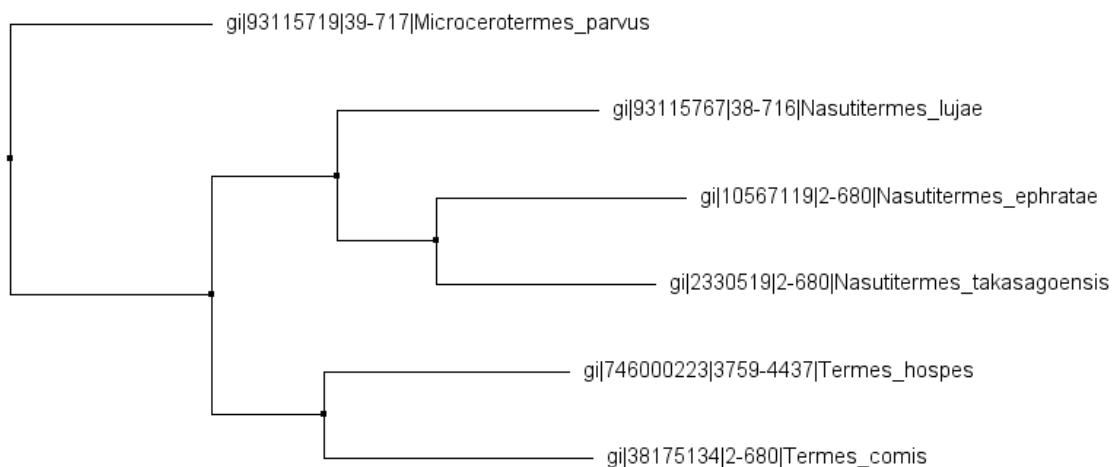 gi|93115719|39-717|Microcerotermes_parvus
gi|93115767|38-716|Nasutitermes_lujae
gi|10567119|2-680|Nasutitermes_ephratae
gi|2330519|2-680|Nasutitermes_takasagoensis
gi|746000223|3759-4437|Termes_hospes
gi|38175134|2-680|Termes_comis